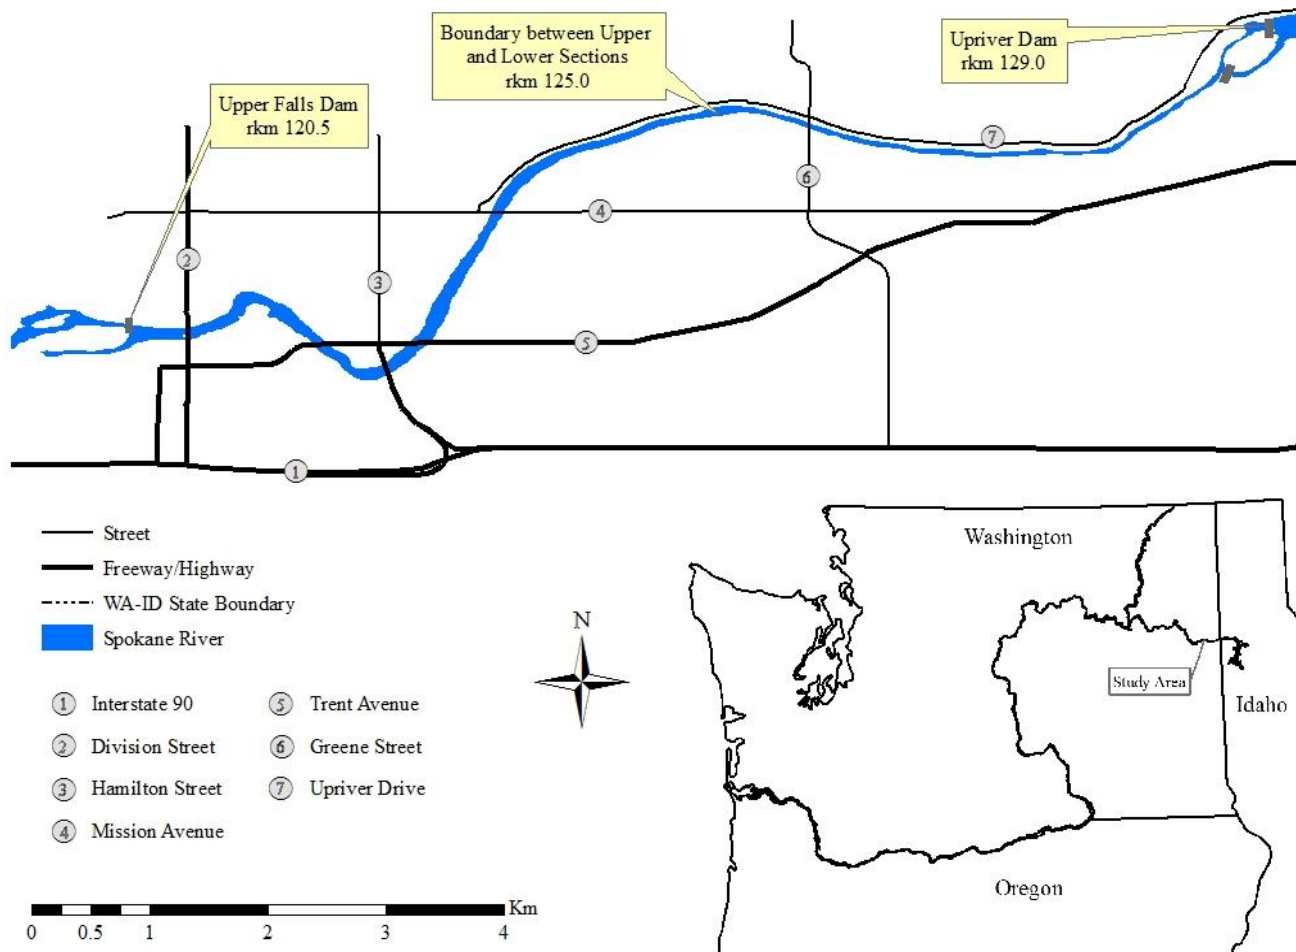 Boundary between Upper
and Lower Sections
rkm 125.0
Upriver Dam
rkm 129.0
Upper Falls Dam
rkm 120.5
7
6
4
2
3
5
1
Street
Freeway/Highway
WA-ID State Boundary
Spokane River
1 Interstate 90
2 Division Street
3 Hamilton Street
4 Mission Avenue
5 Trent Avenue
6 Greene Street
7 Upriver Drive
N
Washington
Study Area
Idaho
Oregon
Km
0 0.5 1 2 3 4